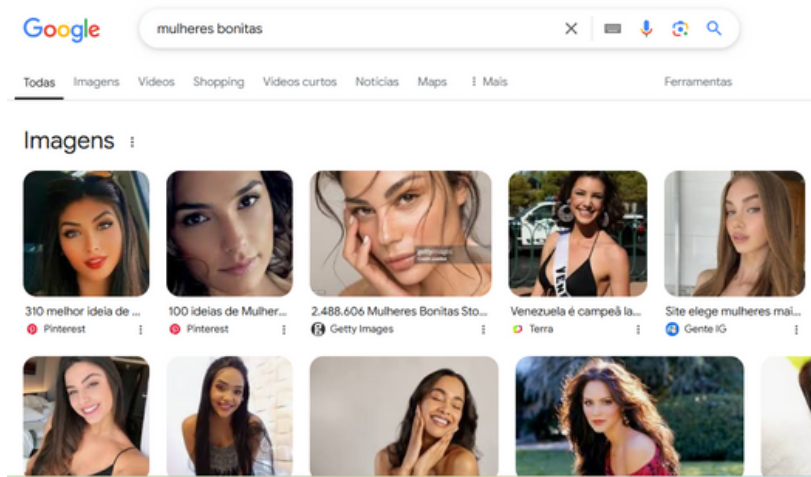 Google
mulheres bonitas
Todas Imagens Vídeos Shopping Vídeos curtos Notícias Maps Mais Ferramentas
Imagens
gettyimages
VENE
310 melhor ideia de ...
100 ideias de Mulher...
2.488.606 Mulheres Bonitas Sto...
Venezuela é campeã la...
Site elege mulheres mai...
Pinterest
Pinterest
Getty Images
Terra
Gente IG